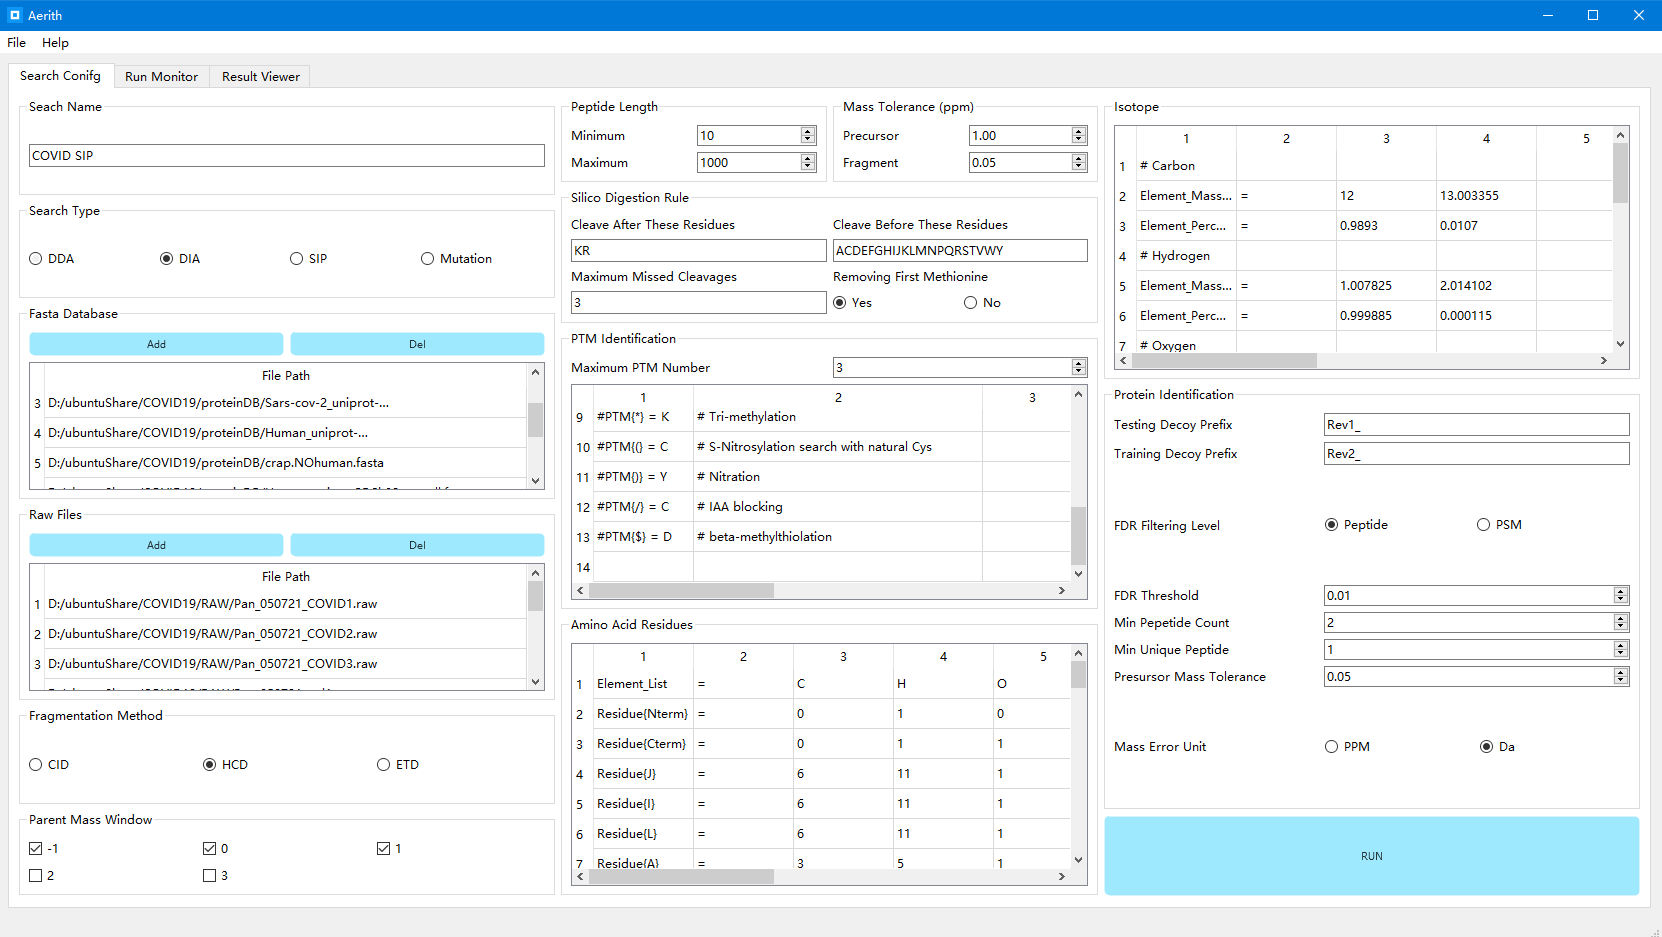 Aerith
File Help
Search Conifg Run Monitor Result Viewer
Seach Name
COVID SIP
Search Type
DDA DIA SIP Mutation
Fasta Database
Add Del
File Path
3 D:/ubuntuShare/COVID19/proteinDB/Sars-cov-2_uniprot-...
4 D:/ubuntuShare/COVID19/proteinDB/Human_uniprot-...
5 D:/ubuntuShare/COVID19/proteinDB/crap.NOhuman.fasta
Raw Files
Add Del
File Path
1 D:/ubuntuShare/COVID19/RAW/Pan_050721_COVID1.raw
2 D:/ubuntuShare/COVID19/RAW/Pan_050721_COVID2.raw
3 D:/ubuntuShare/COVID19/RAW/Pan_050721_COVID3.raw
Fragmentation Method
CID HCD ETD
Parent Mass Window
-1 0 1
2 3
Peptide Length
Minimum 10
Maximum 1000
Mass Tolerance (ppm)
Precursor 1.00
Fragment 0.05
Silico Digestion Rule
Cleave After These Residues Cleave Before These Residues
KR ACDEFGHIJKLMNPQRSTVWY
Maximum Missed Cleavages Removing First Methionine
3 Yes No
PTM Identification
Maximum PTM Number 3
1 2 3
9 #PTM{*} = K # Tri-methylation
10 #PTM{(} = C # S-Nitrosylation search with natural Cys
11 #PTM{)} = Y # Nitration
12 #PTM{/} = C # IAA blocking
13 #PTM{$} = D # beta-methylthiolation
14
Amino Acid Residues
1 2 3 4 5
1 Element_List = C H O
2 Residue{Nterm} = 0 1 0
3 Residue{Cterm} = 0 1 1
4 Residue{J} = 6 11 1
5 Residue{I} = 6 11 1
6 Residue{L} = 6 11 1
7 Residue{A} = 3 5 1
Isotope
1 2 3 4 5
1 # Carbon
2 Element_Mass... = 12 13.003355
3 Element_Perc... = 0.9893 0.0107
4 # Hydrogen
5 Element_Mass... = 1.007825 2.014102
6 Element_Perc... = 0.999885 0.000115
7 # Oxygen
Protein Identification
Testing Decoy Prefix Rev1_
Training Decoy Prefix Rev2_
FDR Filtering Level Peptide PSM
FDR Threshold 0.01
Min Pepetide Count 2
Min Unique Peptide 1
Presursor Mass Tolerance 0.05
Mass Error Unit PPM Da
RUN